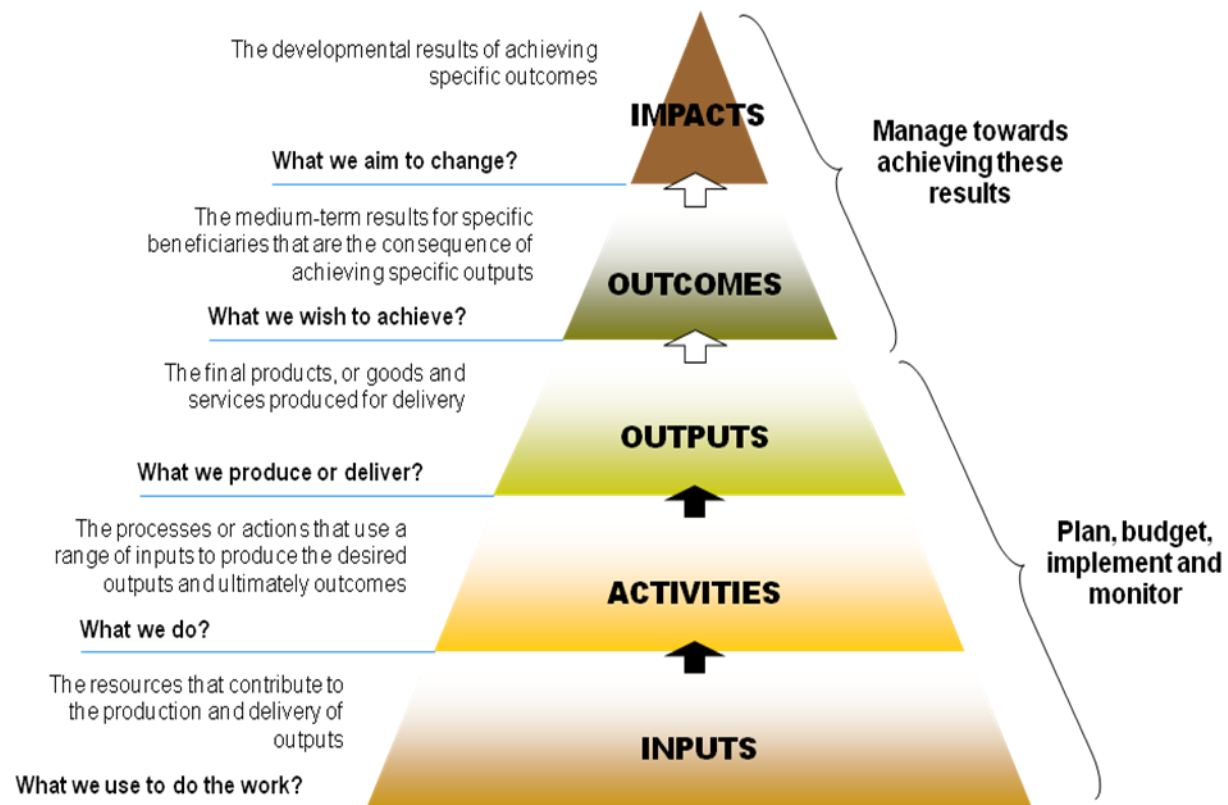 The developmental results of achieving
specific outcomes
IMPACTS
What we aim to change?
Manage towards
achieving these
results
The medium-term results for specific
beneficiaries that are the consequence of
achieving specific outputs
OUTCOMES
What we wish to achieve?
The final products, or goods and
services produced for delivery
OUTPUTS
What we produce or deliver?
The processes or actions that use a
range of inputs to produce the desired
outputs and ultimately outcomes
ACTIVITIES
What we do?
Plan, budget,
implement and
monitor
The resources that contribute to
the production and delivery of
outputs
INPUTS
What we use to do the work?